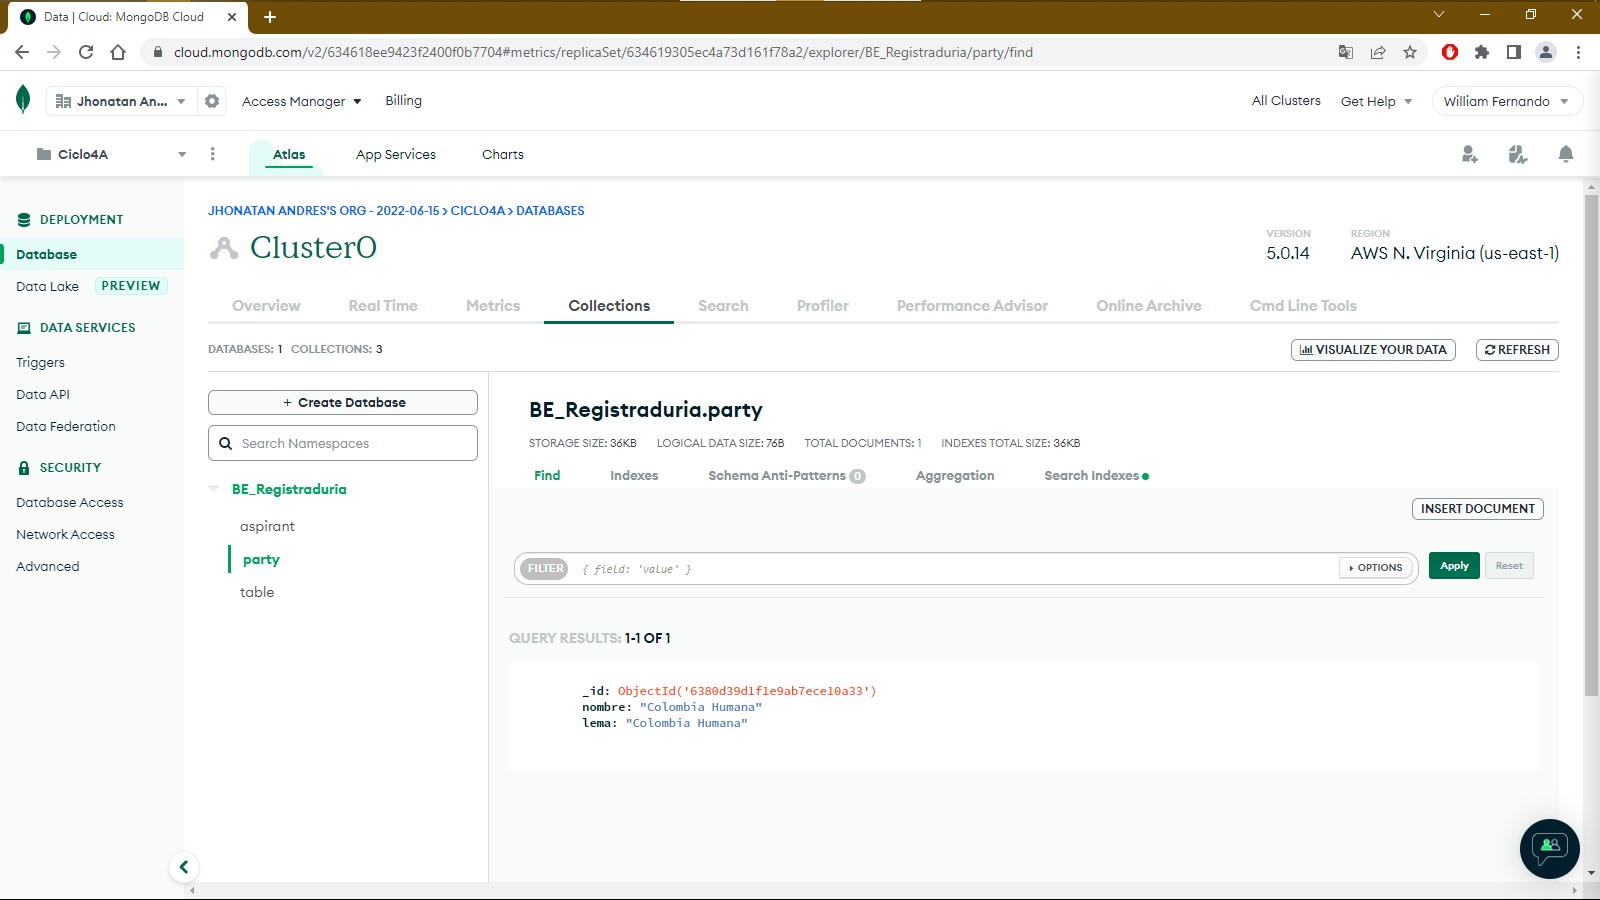 Data | Cloud: MongoDB Cloud
cloud.mongodb.com/v2/634618ee9423f2400f0b7704#metrics/replicaSet/634619305ec4a73d161f78a2/explorer/BE_Registraduria/party/find
Jhonatan An...
Access Manager
Billing
All Clusters
Get Help
William Fernando
Ciclo4A
Atlas
App Services
Charts
DEPLOYMENT
Database
Data Lake PREVIEW
DATA SERVICES
Triggers
Data API
Data Federation
SECURITY
Database Access
Network Access
Advanced
JHONATAN ANDRES'S ORG - 2022-06-15 > CICLO4A > DATABASES
Cluster0
VERSION
5.0.14
REGION
AWS N. Virginia (us-east-1)
Overview
Real Time
Metrics
Collections
Search
Profiler
Performance Advisor
Online Archive
Cmd Line Tools
DATABASES: 1 COLLECTIONS: 3
VISUALIZE YOUR DATA
REFRESH
+ Create Database
Search Namespaces
BE_Registraduria
aspirant
party
table
BE_Registraduria.party
STORAGE SIZE: 36KB LOGICAL DATA SIZE: 76B TOTAL DOCUMENTS: 1 INDEXES TOTAL SIZE: 36KB
Find
Indexes
Schema Anti-Patterns 0
Aggregation
Search Indexes
INSERT DOCUMENT
FILTER { field: 'value' }
OPTIONS
Apply
Reset
QUERY RESULTS: 1-1 OF 1
_id: ObjectId('6380d39d1f1e9ab7ece10a33')
nombre: "Colombia Humana"
lema: "Colombia Humana"